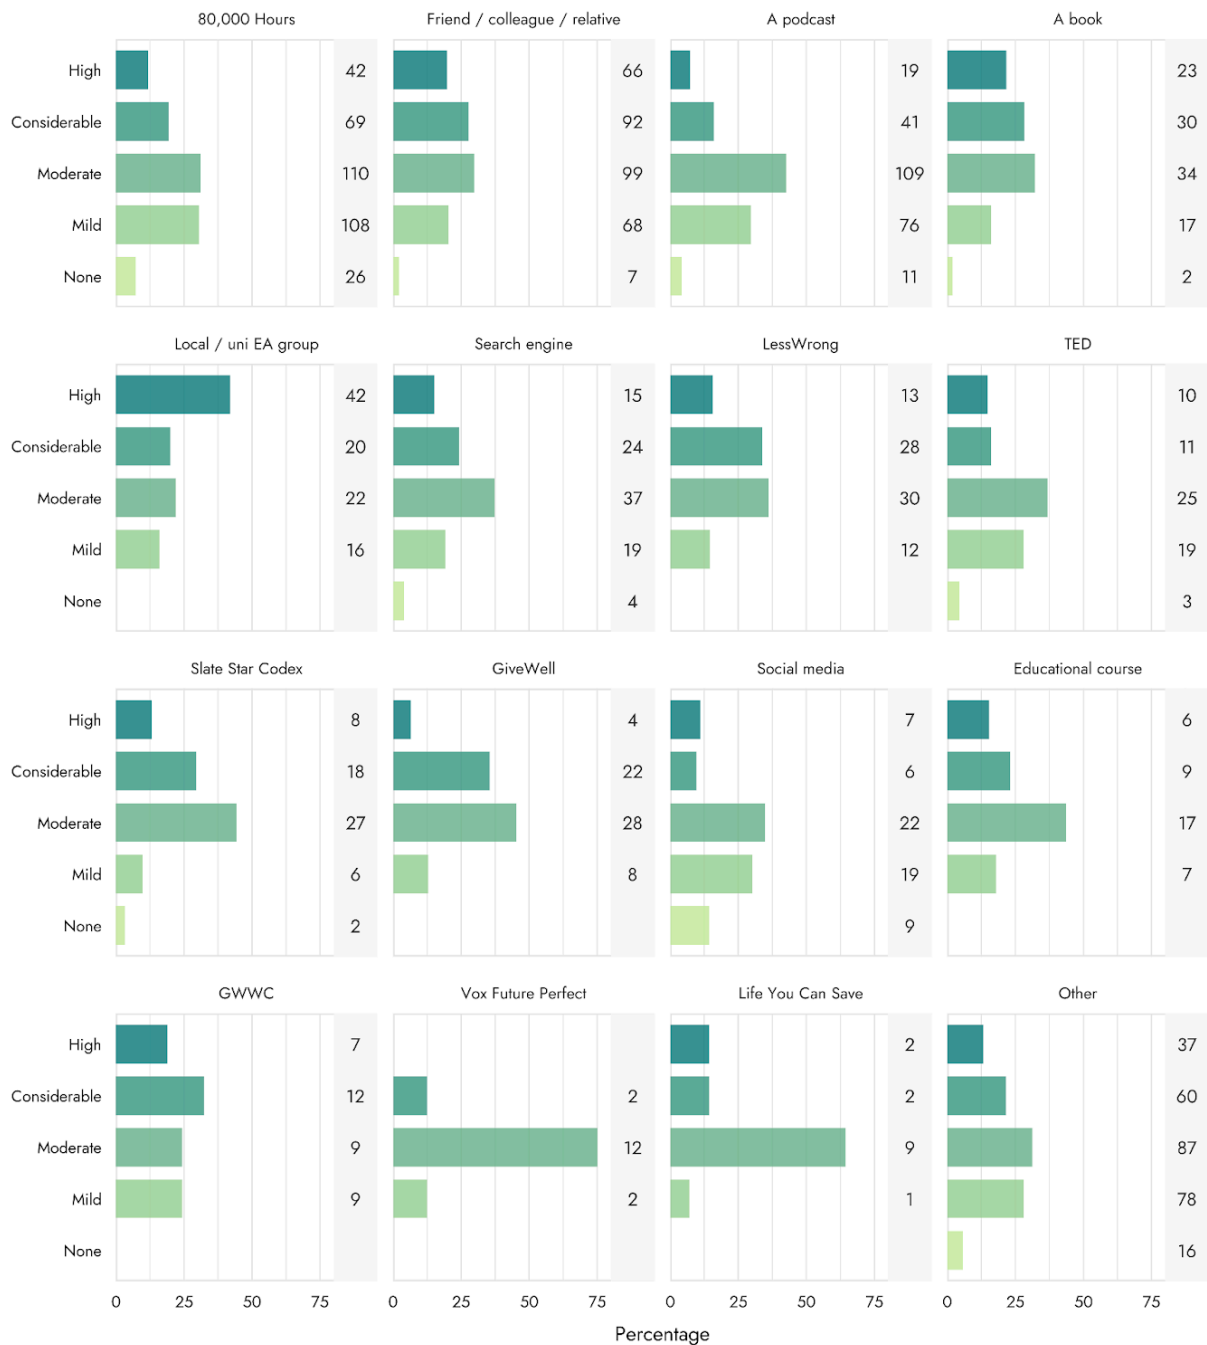 80,000 Hours Friend / colleague / relative A podcast A book
High 42 66 19 23
Considerable 69 92 41 30
Moderate 110 99 109 34
Mild 108 68 76 17
None 26 7 11 2
Local / uni EA group Search engine LessWrong TED
High 42 15 13 10
Considerable 20 24 28 11
Moderate 22 37 30 25
Mild 16 19 12 19
None 4 3
Slate Star Codex GiveWell Social media Educational course
High 8 4 7 6
Considerable 18 22 6 9
Moderate 27 28 22 17
Mild 6 8 19 7
None 2 9
GWWC Vox Future Perfect Life You Can Save Other
High 7 2 37
Considerable 12 2 2 60
Moderate 9 12 9 87
Mild 9 2 1 78
None 16
0 25 50 75 0 25 50 75 0 25 50 75 0 25 50 75
Percentage